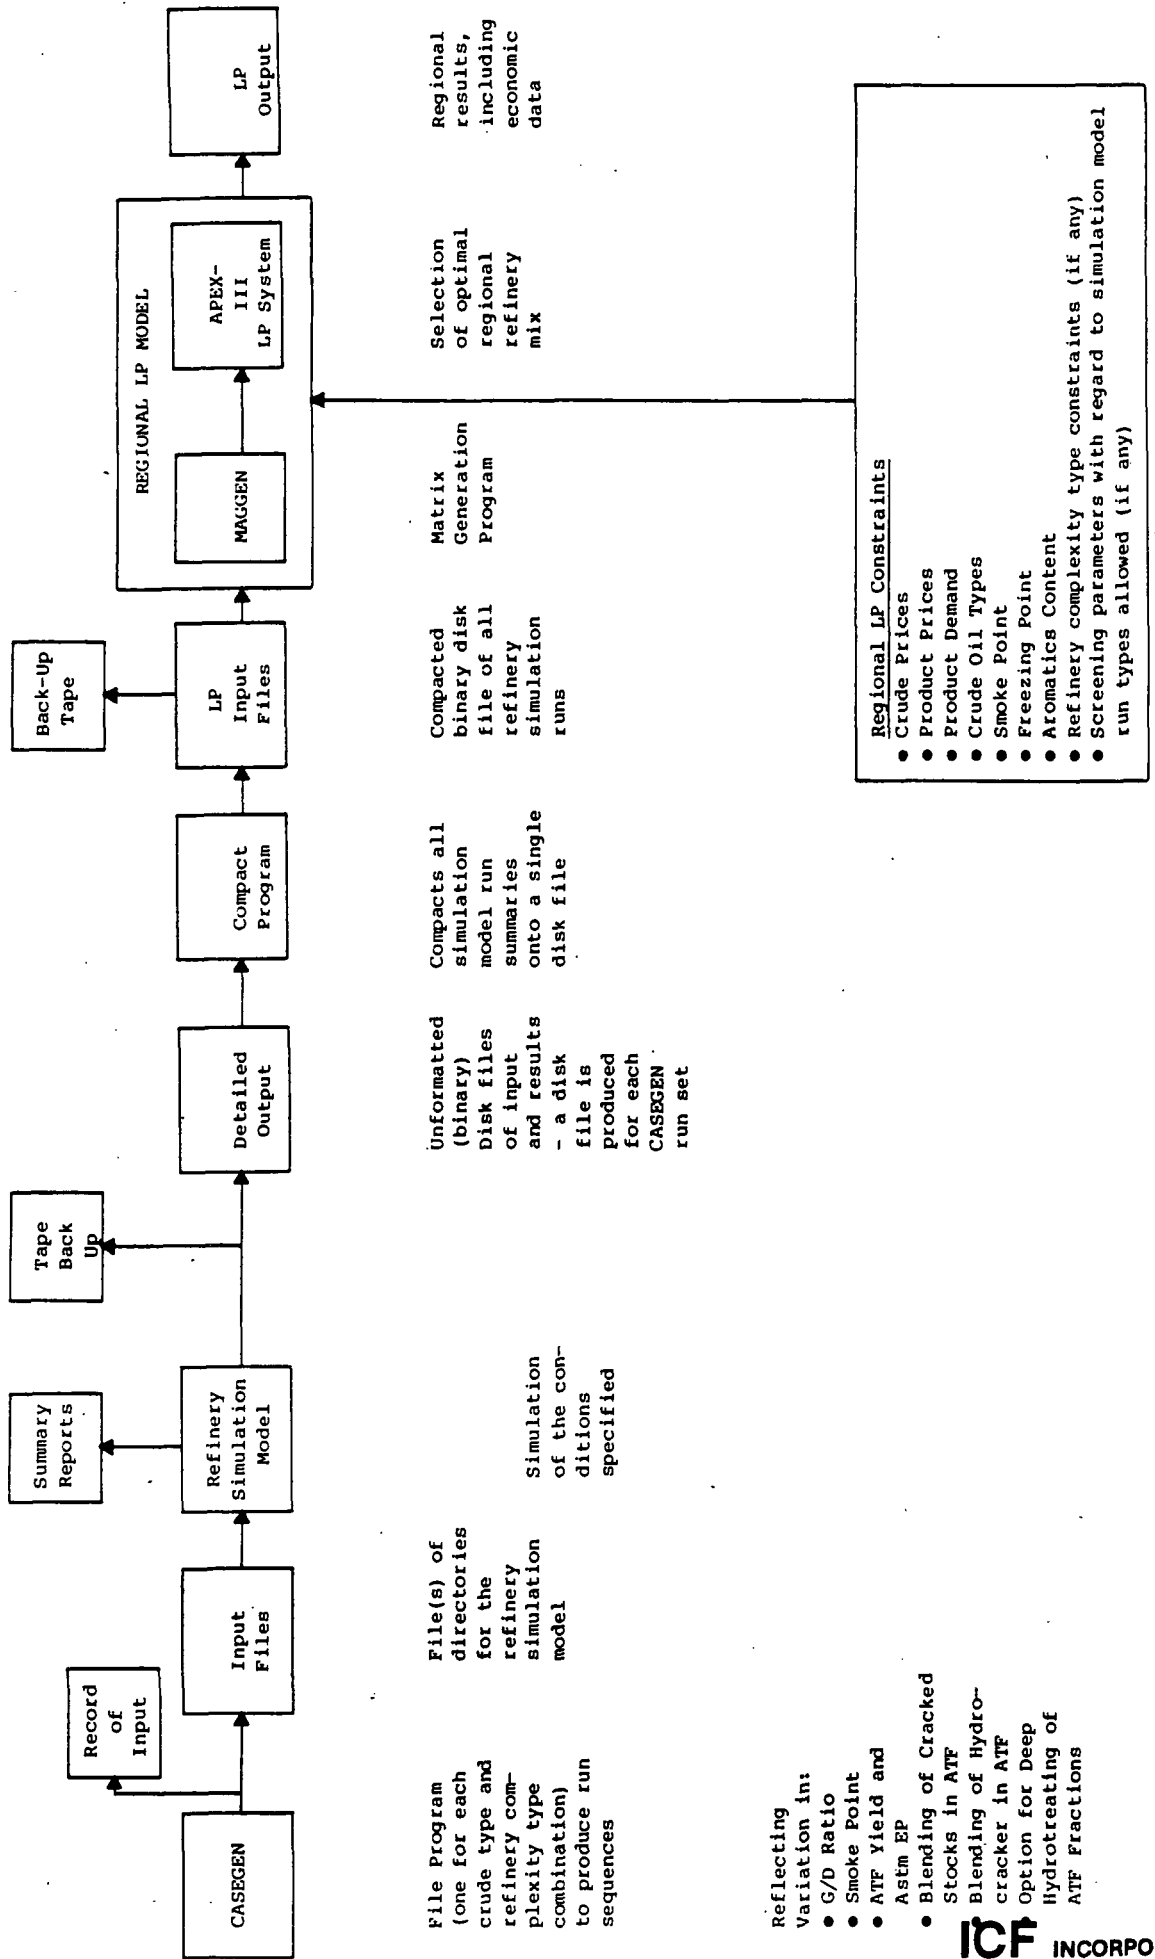 Record
of
Input
Summary
Reports
Tape
Back
Up
Back-Up
Tape
CASEGEN
Input
Files
Refinery
Simulation
Model
Detailed
Output
Compact
Program
LP
Input
Files
REGIONAL LP MODEL
MAGGEN
APEX-
III
LP System
LP
Output
File Program
(one for each
crude type and
refinery com-
plexity type
combination)
to produce run
sequences
File(s) of
directories
for the
refinery
simulation
model
Simulation
of the con-
ditions
specified
Unformatted
(binary)
Disk files
of input
and results
- a disk
file is
produced
for each
CASEGEN
run set
Compacts all
simulation
model run
summaries
onto a single
disk file
Compacted
binary disk
file of all
refinery
simulation
runs
Matrix
Generation
Program
Selection
of optimal
regional
refinery
mix
Regional
results,
including
economic
data
Reflecting
Variation in:
● G/D Ratio
● Smoke Point
● ATF Yield and
Astm EP
● Blending of Cracked
Stocks in ATF
● Blending of Hydro-
cracker in ATF
● Option for Deep
Hydrotreating of
ATF Fractions
Regional LP Constraints
● Crude Prices
● Product Prices
● Product Demand
● Crude Oil Types
● Smoke Point
● Freezing Point
● Aromatics Content
● Refinery complexity type constraints (if any)
● Screening parameters with regard to simulation model
run types allowed (if any)
ICF INCORPO